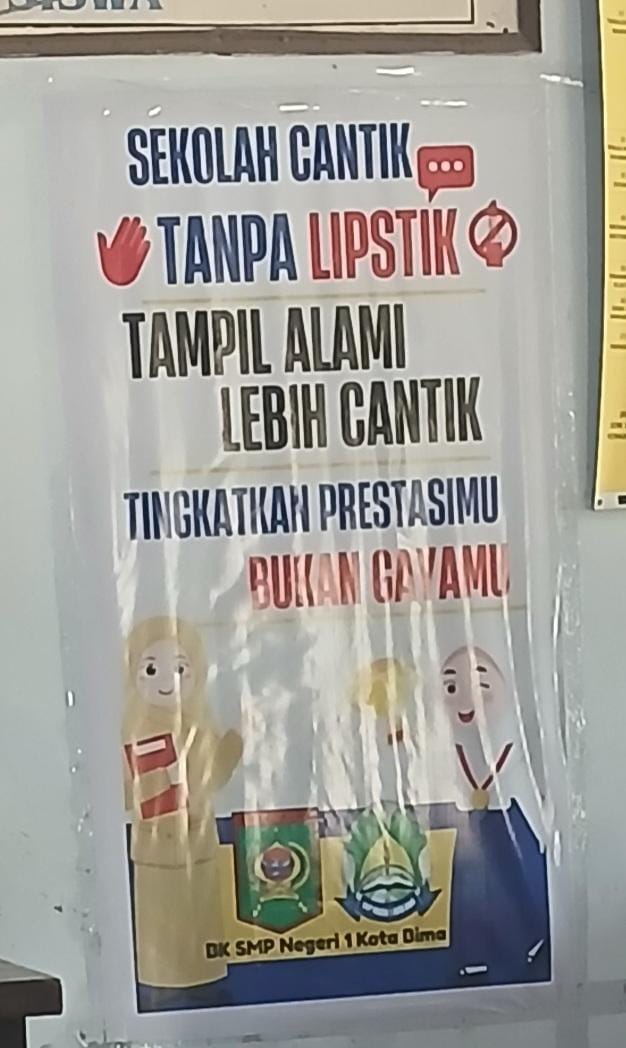 SEKOLAH CANTIK
TANPA LIPSTIK
TAMPIL ALAMI
LEBIH CANTIK
TINGKATKAN PRESTASIMU
BUKAN GAYAMU
BK SMP Negeri 1 Kota Bima